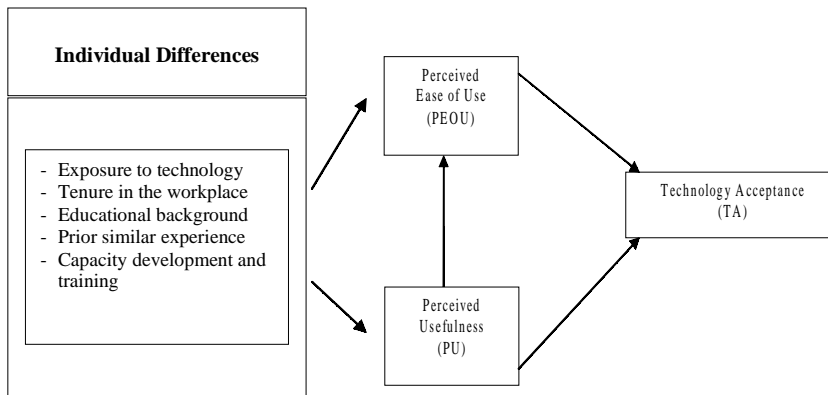 Individual Differences
- Exposure to technology
- Tenure in the workplace
- Educational background
- Prior similar experience
- Capacity development and
training
Perceived
Ease of Use
(PEOU)
Perceived
Usefulness
(PU)
Technology Acceptance
(TA)